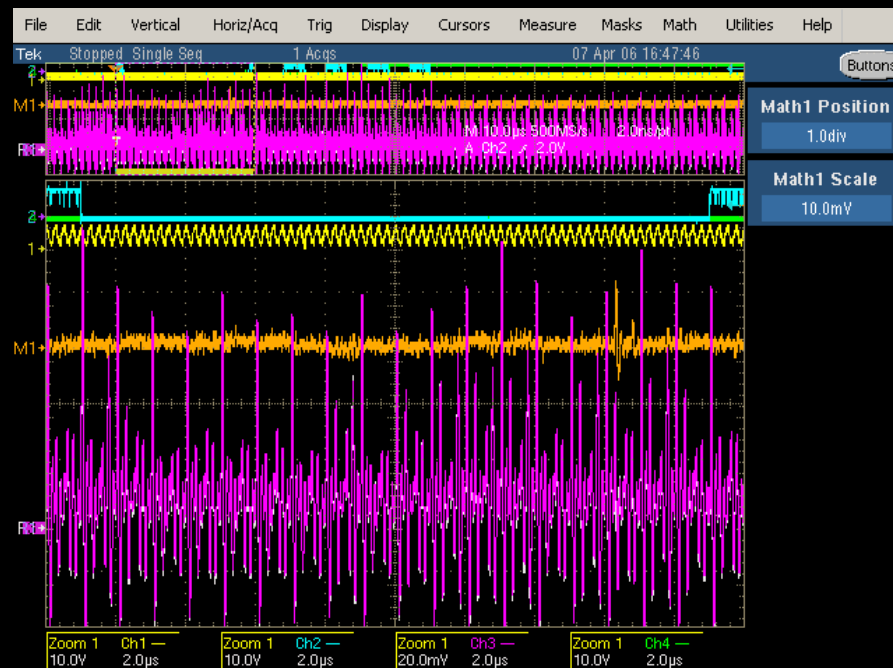 File Edit Vertical Horiz/Acq Trig Display Cursors Measure Masks Math Utilities Help
Tek Stopped Single Seq 1 Acqs 07 Apr 06 16:47:46
Buttons
M1
Math1 Position
1.0div
M 10.0µs 500MS/s 2.0ns/pt
A Ch2 ⁄ 2.0V
Math1 Scale
10.0mV
2
1
M1
Zoom 1 Ch1 Zoom 1 Ch2 Zoom 1 Ch3 Zoom 1 Ch4
10.0V 2.0µs 10.0V 2.0µs 20.0mV 2.0µs 10.0V 2.0µs